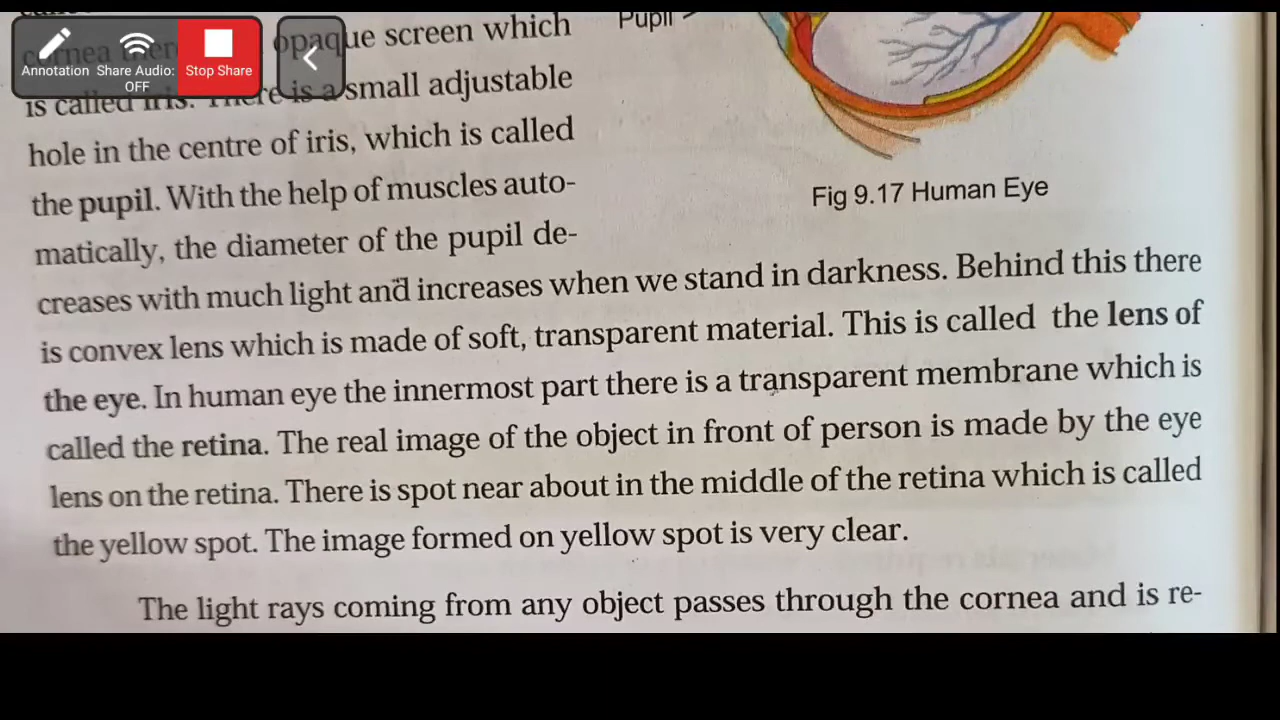 cornea opaque screen which
Pupil
Annotation Share Audio: OFF Stop Share
is called iris. There is a small adjustable
hole in the centre of iris, which is called
the pupil. With the help of muscles auto-
matically, the diameter of the pupil de-
Fig 9.17 Human Eye
creases with much light and increases when we stand in darkness. Behind this there
is convex lens which is made of soft, transparent material. This is called the lens of
the eye. In human eye the innermost part there is a transparent membrane which is
called the retina. The real image of the object in front of person is made by the eye
lens on the retina. There is spot near about in the middle of the retina which is called
the yellow spot. The image formed on yellow spot is very clear.
The light rays coming from any object passes through the cornea and is re-